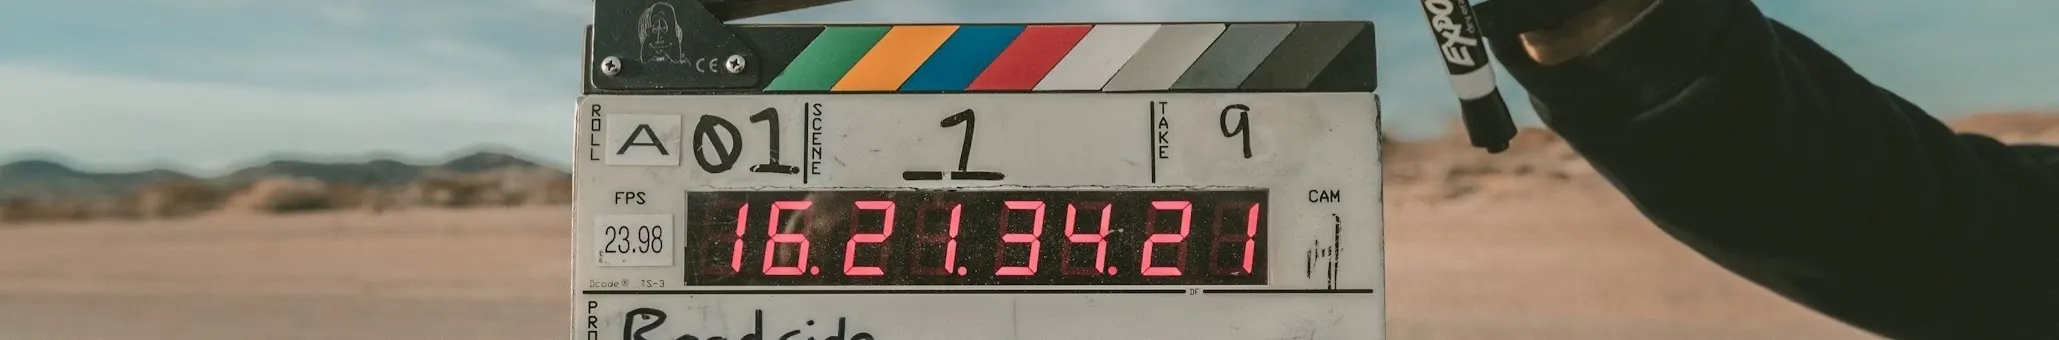 EXPO
CE
ROLL A 01 SCENE 1 TAKE 9
FPS CAM
23.98 16.21.34.21
Dcode® TS-3
DF
PRO
Roadside